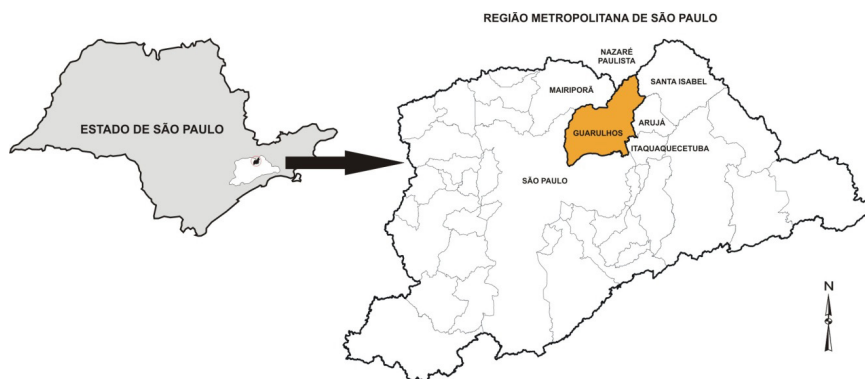 REGIÃO METROPOLITANA DE SÃO PAULO
NAZARÉ
PAULISTA
SANTA ISABEL
MAIRIPORÃ
ESTADO DE SÃO PAULO
GUARULHOS
ARUJÁ
ITAQUAQUECETUBA
SÃO PAULO
N